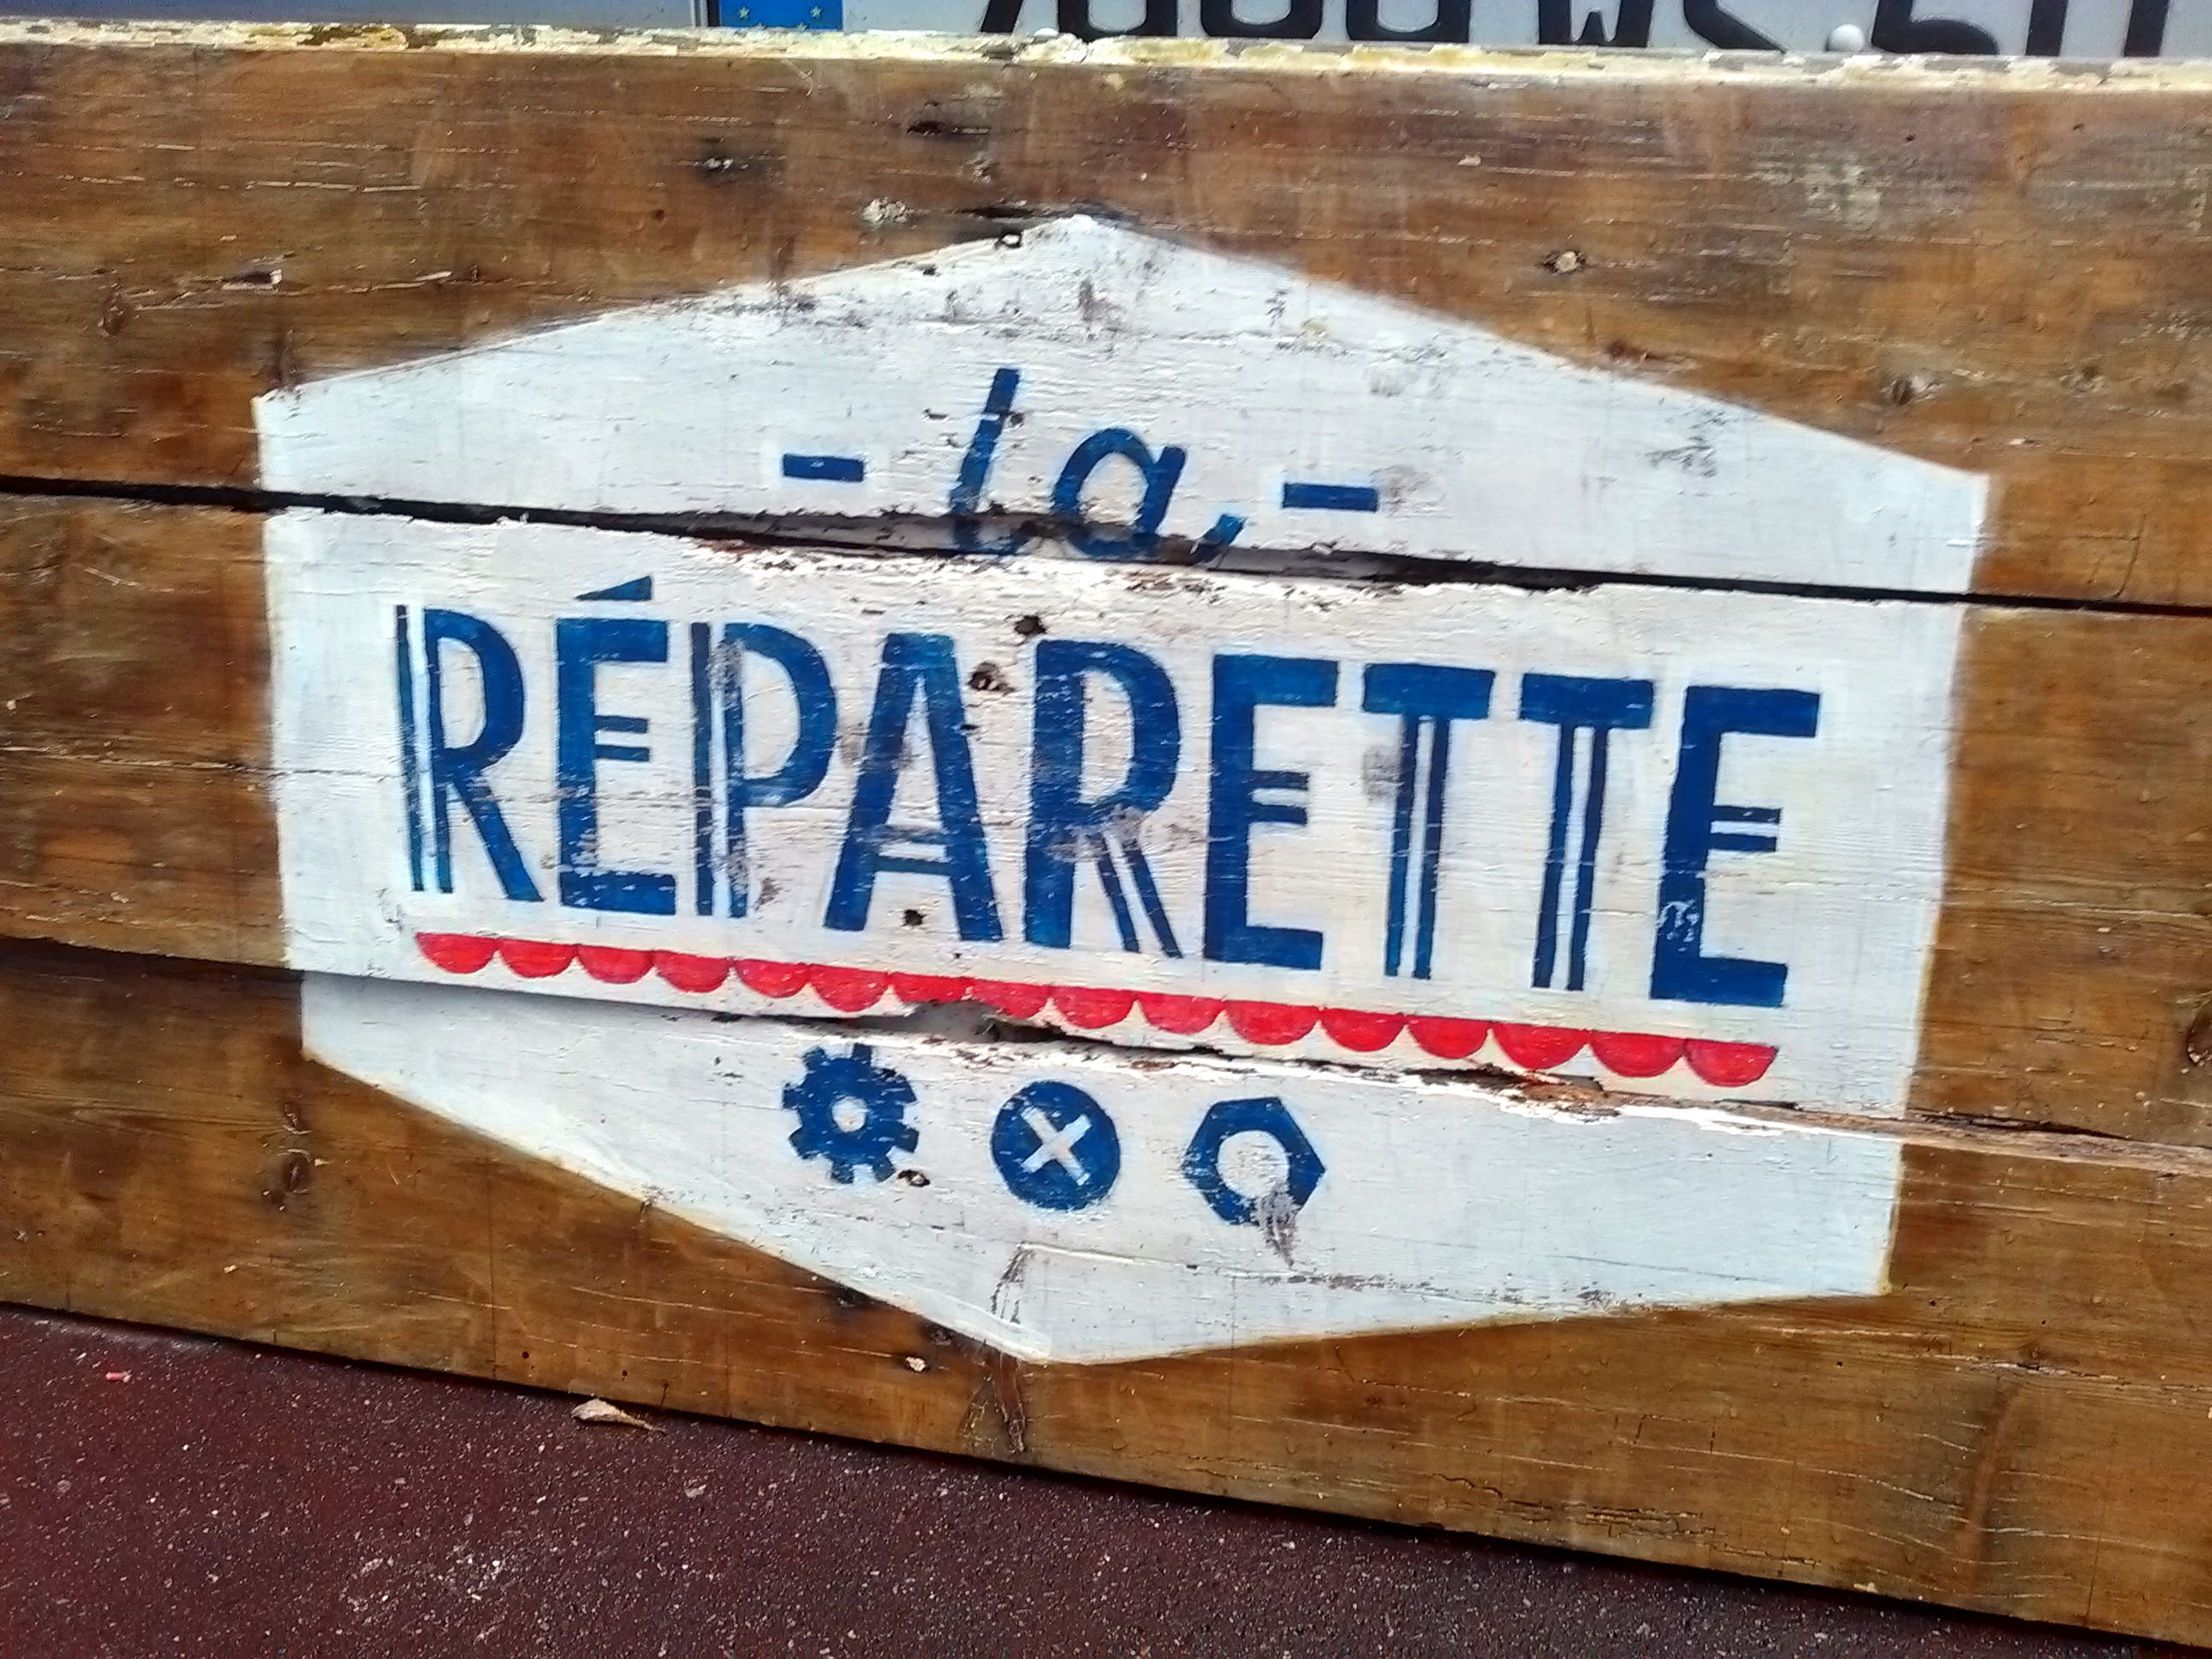 - la -
RÉPARETTE